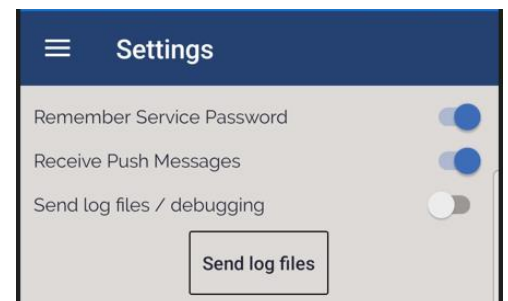 Settings
Remember Service Password
Receive Push Messages
Send log files / debugging
Send log files